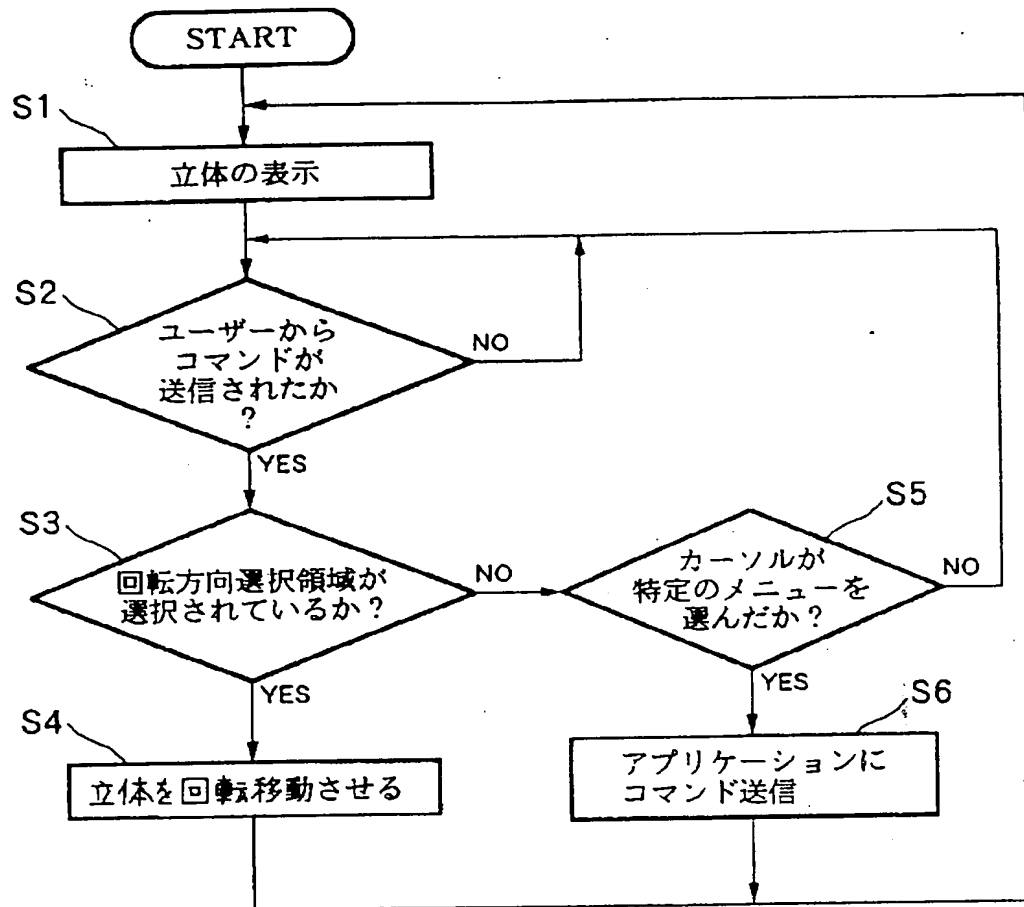 START
S1
立体の表示
S2
ユーザーから
コマンドが
送信されたか
?
NO
YES
S3
回転方向選択領域が
選択されているか?
NO
YES
S5
カーソルが
特定のメニューを
選んだか?
NO
YES
S4
立体を回転移動させる
S6
アプリケーションに
コマンド送信